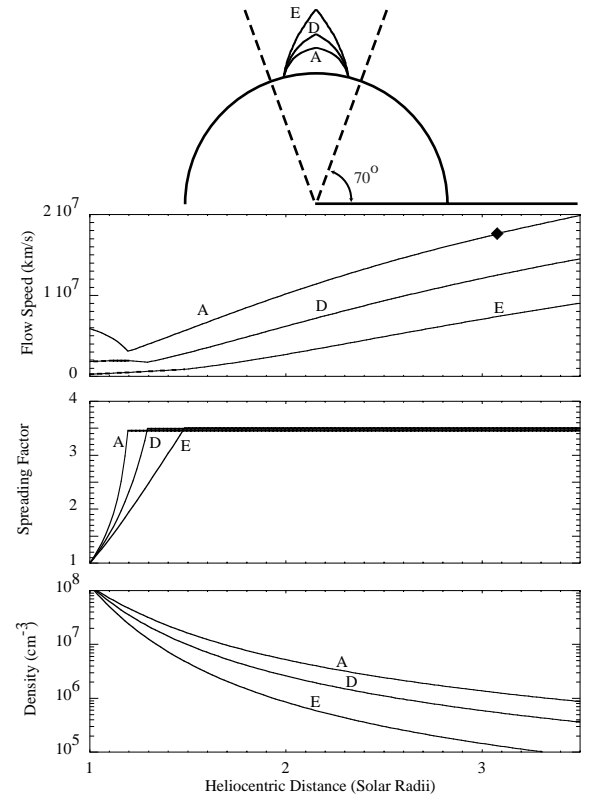 E
D
A
70°
2 10⁷
1 10⁷
0
Flow Speed (km/s)
A
D
E
4
3
2
1
Spreading Factor
A
D
E
10⁸
10⁷
10⁶
10⁵
Density (cm⁻³)
A
D
E
1
2
3
Heliocentric Distance (Solar Radii)